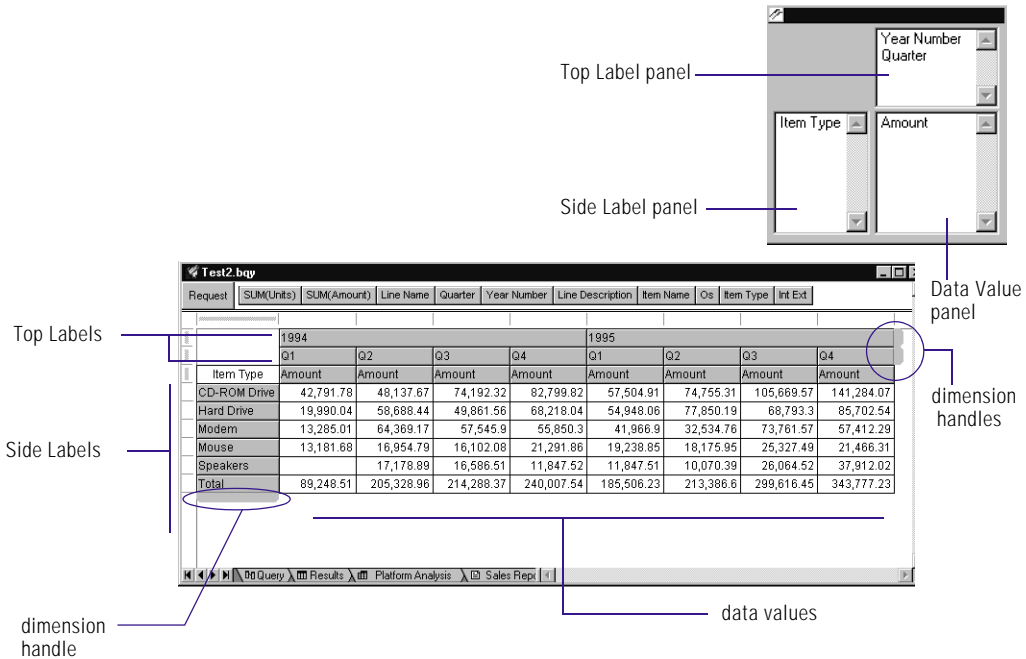 Year Number
Quarter
Top Label panel
Item Type
Amount
Side Label panel
Data Value
panel
Test2.bqy
Request SUM(Units) SUM(Amount) Line Name Quarter Year Number Line Description Item Name Os Item Type Int Ext
Top Labels
1994 1995
Q1 Q2 Q3 Q4 Q1 Q2 Q3 Q4
Item Type Amount Amount Amount Amount Amount Amount Amount Amount
CD-ROM Drive 42,791.78 48,137.67 74,192.32 82,799.82 57,504.91 74,755.31 105,669.57 141,284.07
Hard Drive 19,990.04 58,688.44 49,861.56 68,218.04 54,948.06 77,850.19 68,793.3 85,702.54
Modem 13,285.01 64,369.17 57,545.9 55,850.3 41,966.9 32,534.76 73,761.57 57,412.29
Mouse 13,181.68 16,954.79 16,102.08 21,291.86 19,238.85 18,175.95 25,327.49 21,466.31
Speakers 17,178.89 16,586.51 11,847.52 11,847.51 10,070.39 26,064.52 37,912.02
Total 89,248.51 205,328.96 214,288.37 240,007.54 185,506.23 213,386.6 299,616.45 343,777.23
dimension
handles
Side Labels
Query Results Platform Analysis Sales Repo
data values
dimension
handle